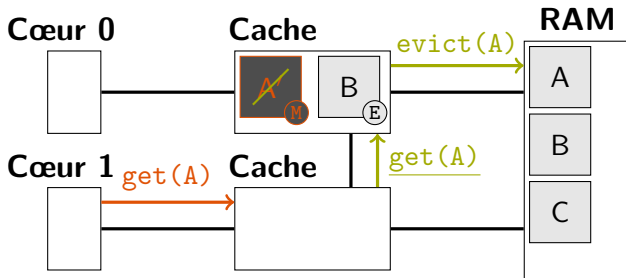 Cœur 0
Cache
RAM
evict(A)
A'
M
B
E
A
B
C
Cœur 1
get(A)
Cache
get(A)